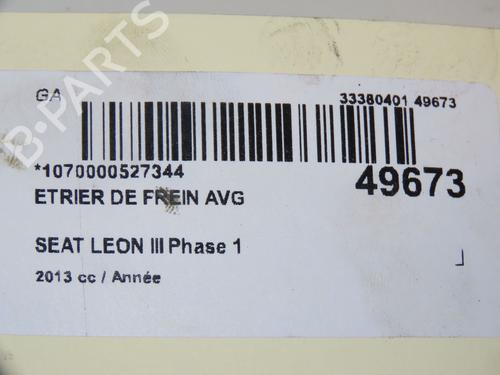 GA
33380401 49673
*1070000527344
49673
ETRIER DE FREIN AVG
SEAT LEON III Phase 1
2013 cc / Année
B-PARTS